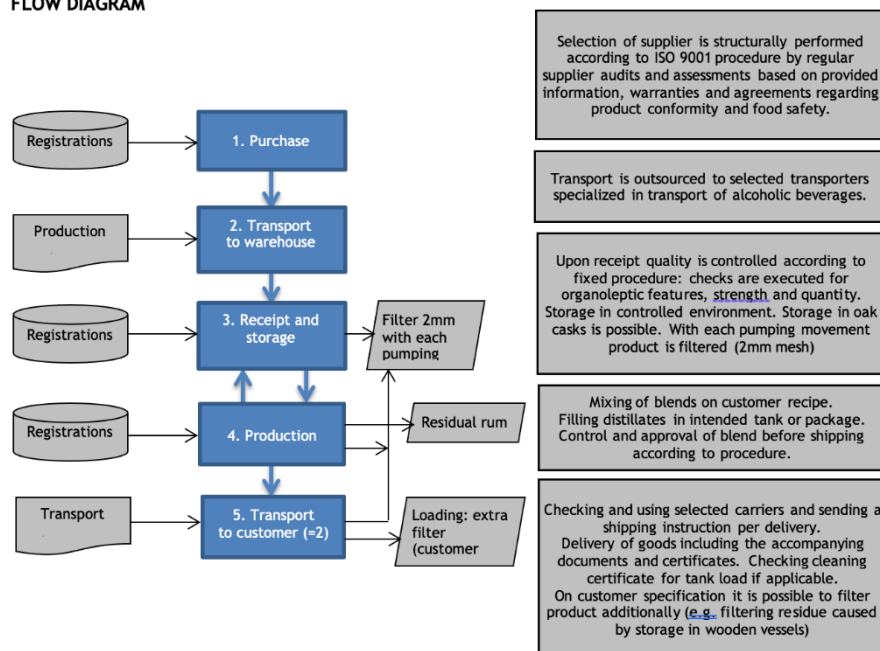 FLOW DIAGRAM
Registrations
1. Purchase
Selection of supplier is structurally performed
according to ISO 9001 procedure by regular
supplier audits and assessments based on provided
information, warranties and agreements regarding
product conformity and food safety.
Production
2. Transport
to warehouse
Transport is outsourced to selected transporters
specialized in transport of alcoholic beverages.
Registrations
3. Receipt and
storage
Filter 2mm
with each
pumping
Upon receipt quality is controlled according to
fixed procedure: checks are executed for
organoleptic features, strength and quantity.
Storage in controlled environment. Storage in oak
casks is possible. With each pumping movement
product is filtered (2mm mesh)
Registrations
4. Production
Residual rum
Mixing of blends on customer recipe.
Filling distillates in intended tank or package.
Control and approval of blend before shipping
according to procedure.
Transport
5. Transport
to customer (=2)
Loading: extra
filter
(customer
Checking and using selected carriers and sending a
shipping instruction per delivery.
Delivery of goods including the accompanying
documents and certificates. Checking cleaning
certificate for tank load if applicable.
On customer specification it is possible to filter
product additionally (e.g. filtering residue caused
by storage in wooden vessels)